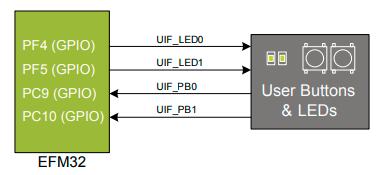 PF4 (GPIO)
UIF_LED0
PF5 (GPIO)
UIF_LED1
PC9 (GPIO)
UIF_PB0
PC10 (GPIO)
UIF_PB1
User Buttons
& LEDs
EFM32